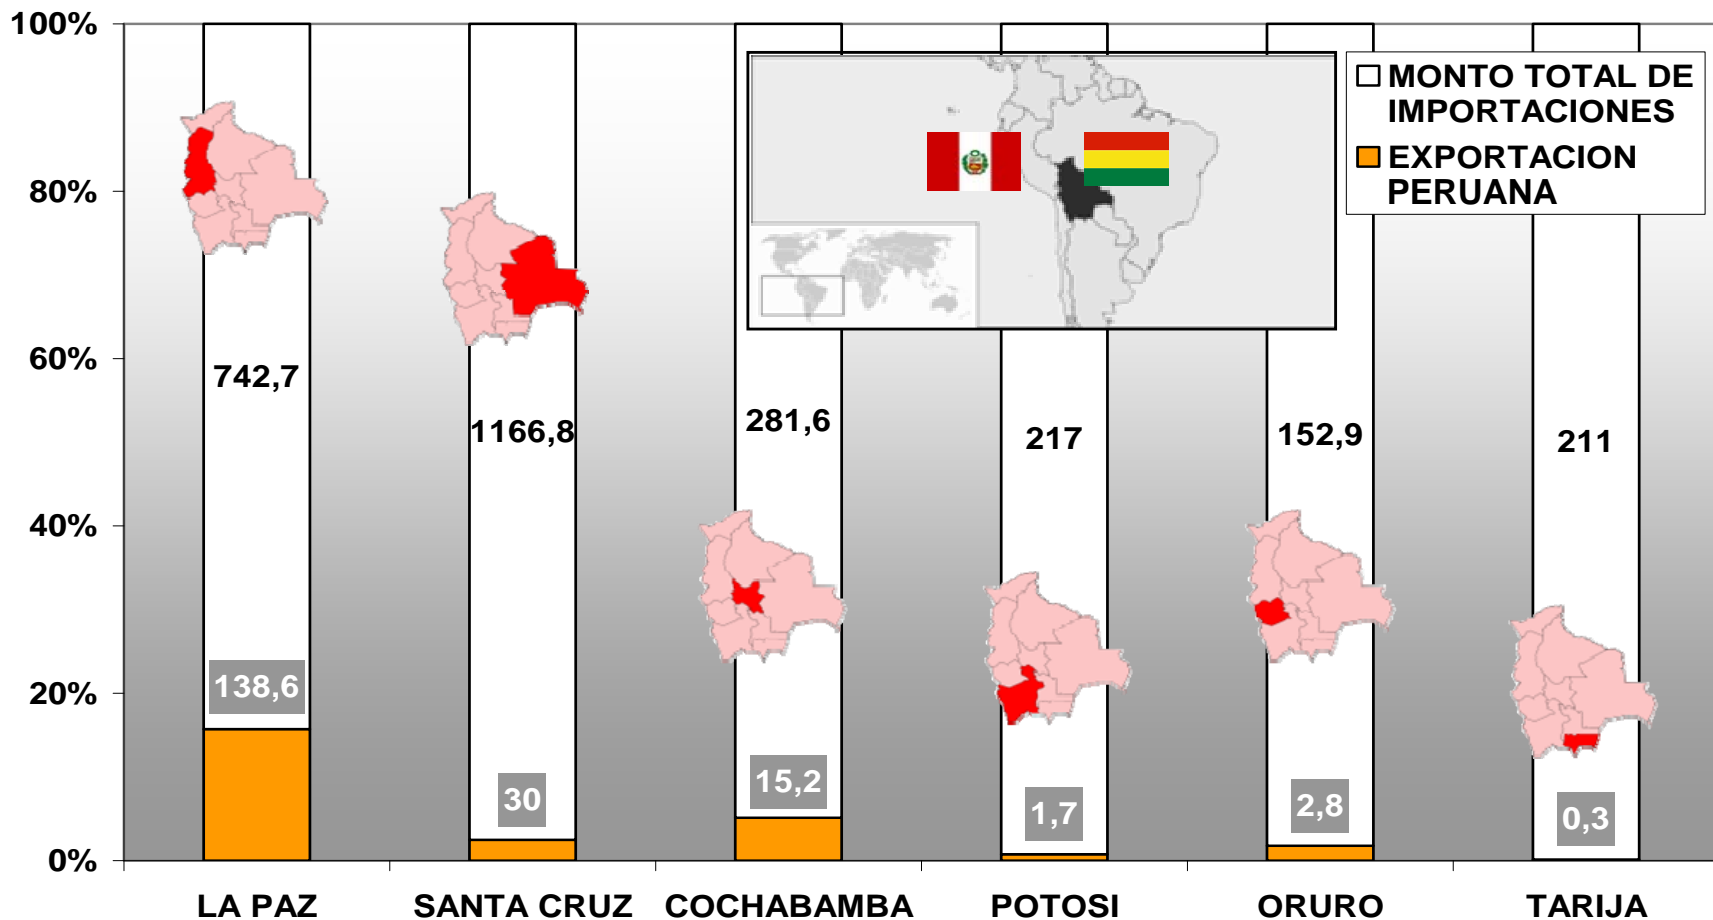 100%
80%
60%
40%
20%
0%
MONTO TOTAL DE
IMPORTACIONES
EXPORTACION
PERUANA
742,7
1166,8
281,6
217
152,9
211
138,6
30
15,2
1,7
2,8
0,3
LA PAZ
SANTA CRUZ
COCHABAMBA
POTOSI
ORURO
TARIJA